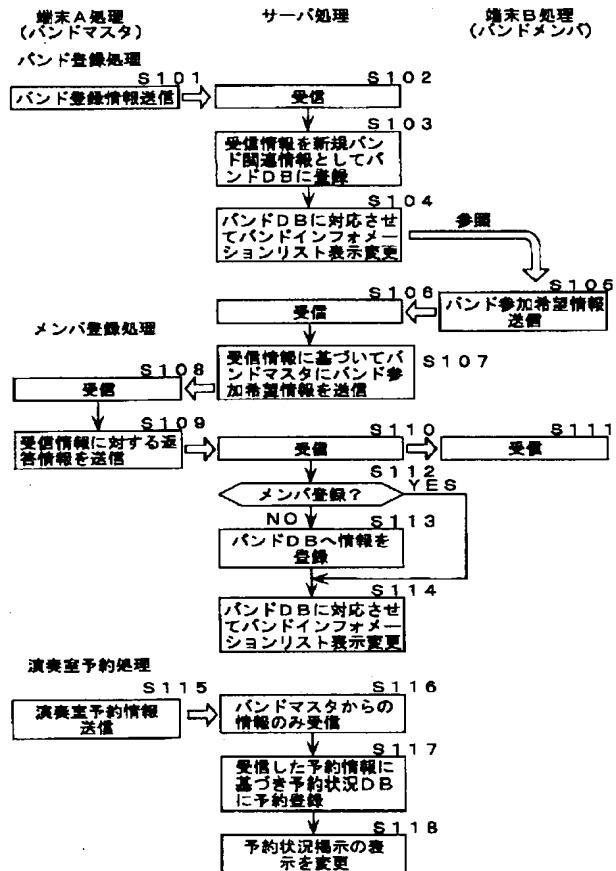 端末A処理
(バンドマスタ)
サーバ処理
端末B処理
(バンドメンバ)
バンド登録処理
S101
バンド登録情報送信
S102
受信
S103
受信情報を新規バン
ド関連情報としてバ
ンドDBに登録
S104
バンドDBに対応させ
てバンドインフォメー
ションリスト表示変更
参照
S105
バンド参加希望情報
送信
S106
受信
メンバ登録処理
S107
受信情報に基づいてバ
ンドマスタにバンド参
加希望情報を送信
S108
受信
S109
受信情報に対する返
答情報を送信
S110
受信
S111
受信
S112
メンバ登録?
YES
NO
S113
バンドDBへ情報を
登録
S114
バンドDBに対応させ
てバンドインフォメー
ションリスト表示変更
演奏室予約処理
S115
演奏室予約情報
送信
S116
バンドマスタからの
情報のみ受信
S117
受信した予約情報に
基づき予約状況DB
に予約登録
S118
予約状況掲示の表
示を変更